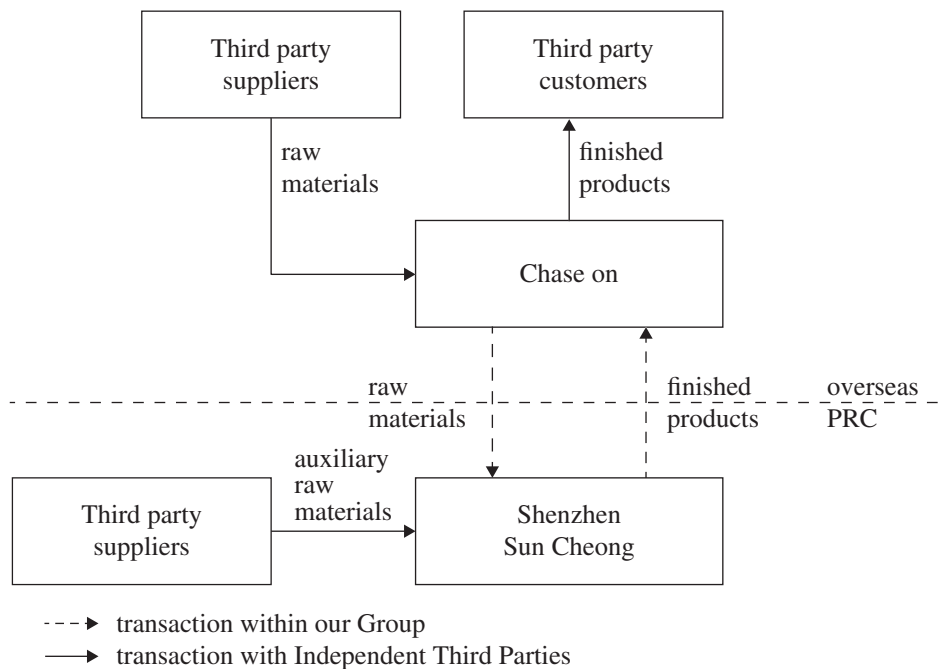 Third party
suppliers
Third party
customers
raw
materials
finished
products
Chase on
raw
materials
finished
products
overseas
PRC
auxiliary
raw
materials
Third party
suppliers
Shenzhen
Sun Cheong
transaction within our Group
transaction with Independent Third Parties